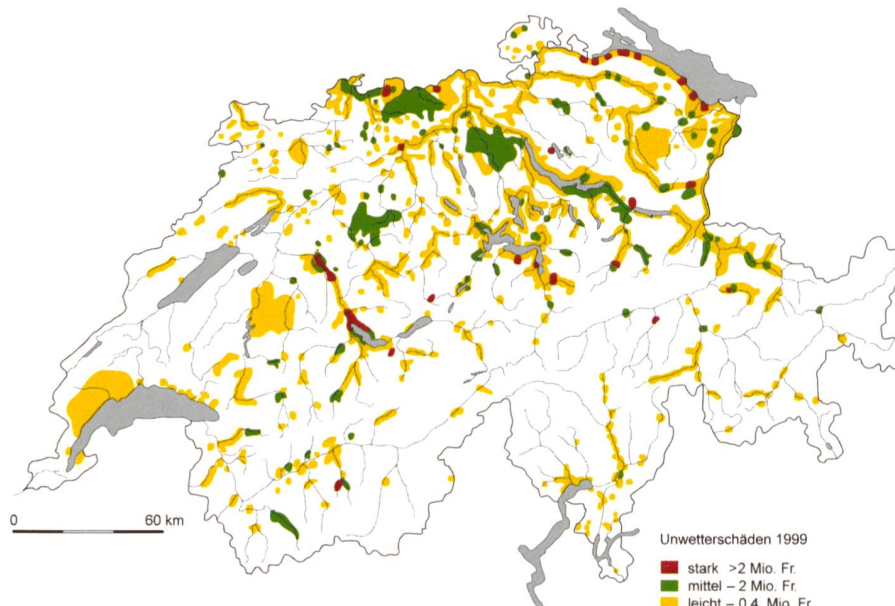 0 60 km
Unwetterschäden 1999
stark >2 Mio. Fr.
mittel – 2 Mio. Fr.
leicht – 0.4 Mio. Fr.